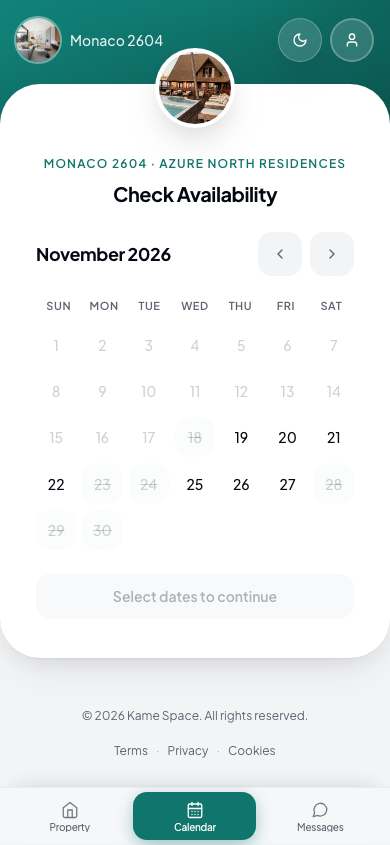 Monaco 2604
MONACO 2604 · AZURE NORTH RESIDENCES
Check Availability
November 2026
SUN MON TUE WED THU FRI SAT
1 2 3 4 5 6 7
8 9 10 11 12 13 14
15 16 17 18 19 20 21
22 23 24 25 26 27 28
29 30
Select dates to continue
© 2026 Kame Space. All rights reserved.
Terms · Privacy · Cookies
Property Calendar Messages